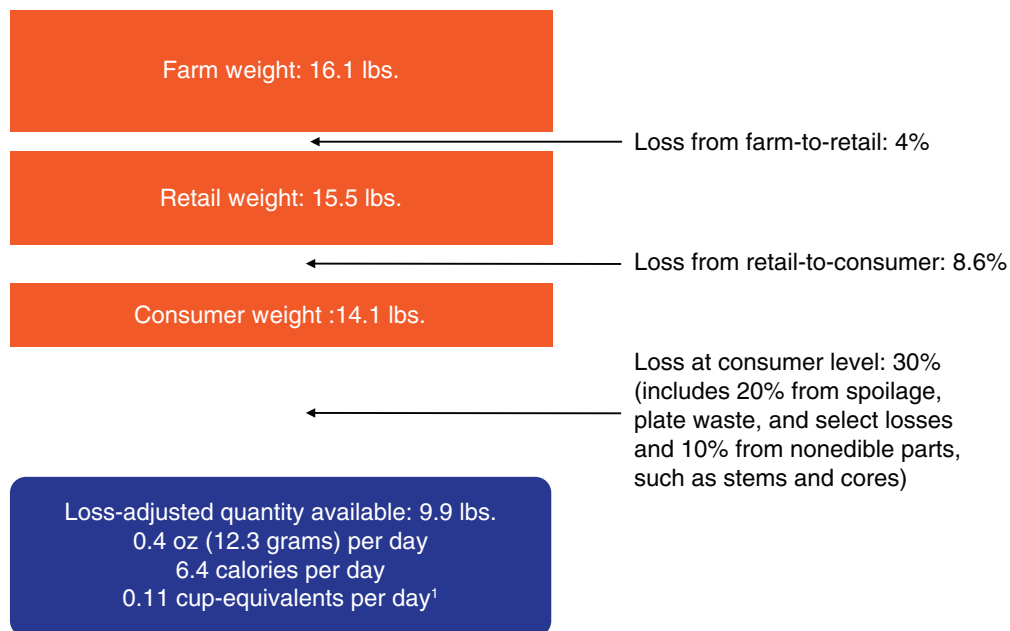 Farm weight: 16.1 lbs.
Loss from farm-to-retail: 4%
Retail weight: 15.5 lbs.
Loss from retail-to-consumer: 8.6%
Consumer weight :14.1 lbs.
Loss at consumer level: 30%
(includes 20% from spoilage,
plate waste, and select losses
and 10% from nonedible parts,
such as stems and cores)
Loss-adjusted quantity available: 9.9 lbs.
0.4 oz (12.3 grams) per day
6.4 calories per day
0.11 cup-equivalents per day¹